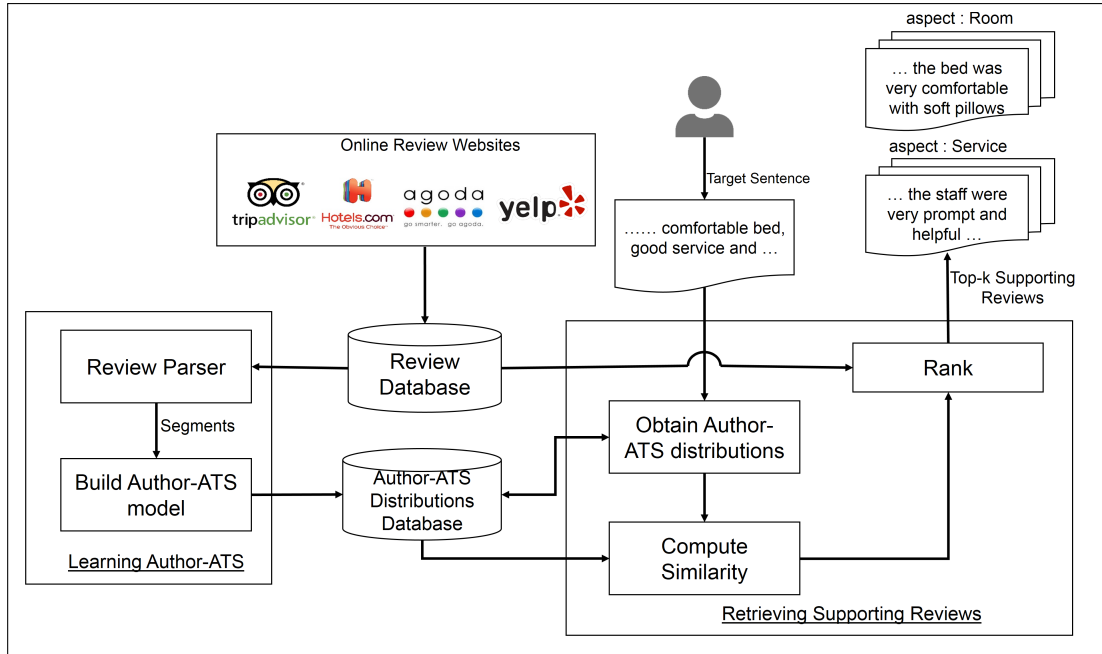 aspect : Room
... the bed was
very comfortable
with soft pillows
aspect : Service
... the staff were
very prompt and
helpful ...
Top-k Supporting
Reviews
Online Review Websites
tripadvisor®
Hotels.com™
The Obvious Choice™
agoda
go smarter. go agoda.
yelp
Target Sentence
...... comfortable bed,
good service and ...
Review Parser
Segments
Build Author-ATS
model
Learning Author-ATS
Review
Database
Author-ATS
Distributions
Database
Rank
Obtain Author-
ATS distributions
Compute
Similarity
Retrieving Supporting Reviews